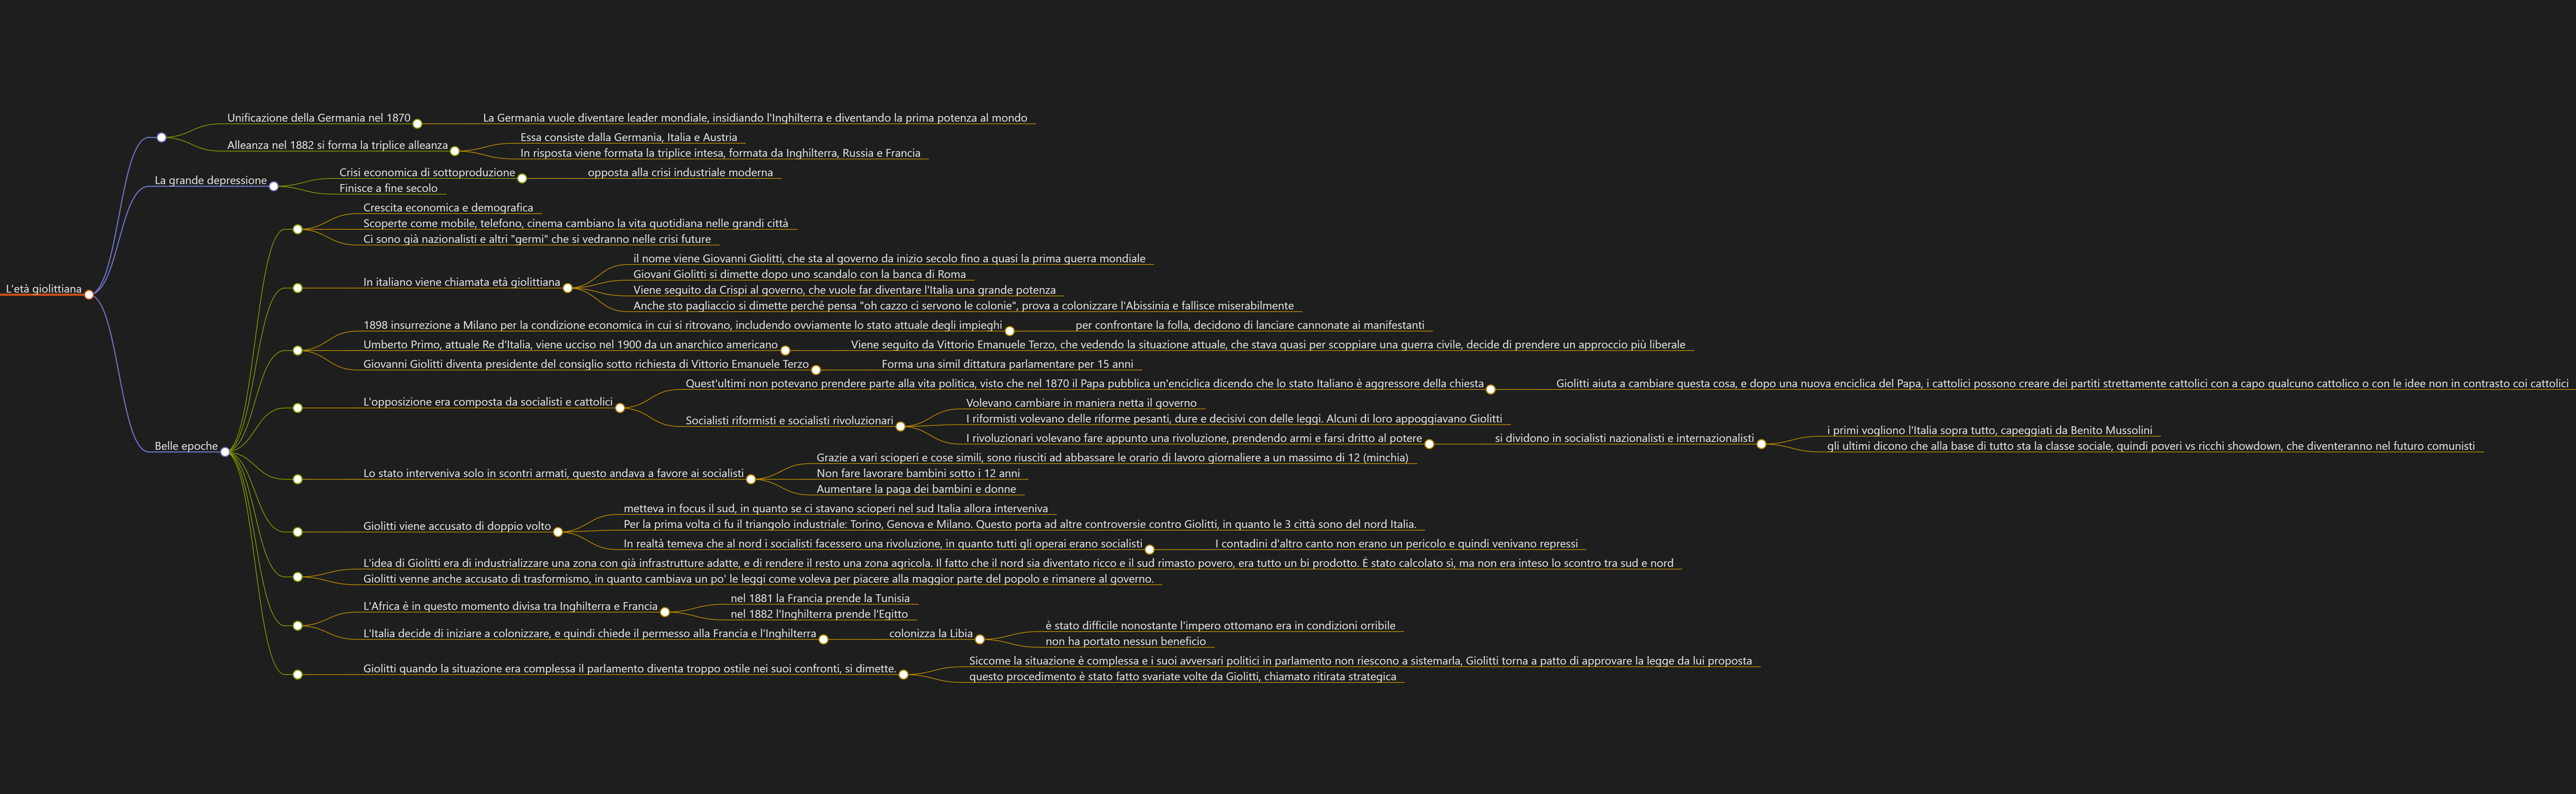 L'età giolittiana
Unificazione della Germania nel 1870
La Germania vuole diventare leader mondiale, insidiando l'Inghilterra e diventando la prima potenza al mondo
Alleanza nel 1882 si forma la triplice alleanza
Essa consiste dalla Germania, Italia e Austria
In risposta viene formata la triplice intesa, formata da Inghilterra, Russia e Francia
La grande depressione
Crisi economica di sottoproduzione
opposta alla crisi industriale moderna
Finisce a fine secolo
Belle epoche
Crescita economica e demografica
Scoperte come mobile, telefono, cinema cambiano la vita quotidiana nelle grandi città
Ci sono già nazionalisti e altri "germi" che si vedranno nelle crisi future
In italiano viene chiamata età giolittiana
il nome viene Giovanni Giolitti, che sta al governo da inizio secolo fino a quasi la prima guerra mondiale
Giovani Giolitti si dimette dopo uno scandalo con la banca di Roma
Viene seguito da Crispi al governo, che vuole far diventare l'Italia una grande potenza
Anche sto pagliaccio si dimette perché pensa "oh cazzo ci servono le colonie", prova a colonizzare l'Abissinia e fallisce miserabilmente
1898 insurrezione a Milano per la condizione economica in cui si ritrovano, includendo ovviamente lo stato attuale degli impieghi
per confrontare la folla, decidono di lanciare cannonate ai manifestanti
Umberto Primo, attuale Re d'Italia, viene ucciso nel 1900 da un anarchico americano
Viene seguito da Vittorio Emanuele Terzo, che vedendo la situazione attuale, che stava quasi per scoppiare una guerra civile, decide di prendere un approccio più liberale
Giovanni Giolitti diventa presidente del consiglio sotto richiesta di Vittorio Emanuele Terzo
Forma una simil dittatura parlamentare per 15 anni
L'opposizione era composta da socialisti e cattolici
Quest'ultimi non potevano prendere parte alla vita politica, visto che nel 1870 il Papa pubblica un'enciclica dicendo che lo stato Italiano è aggressore della chiesta
Giolitti aiuta a cambiare questa cosa, e dopo una nuova enciclica del Papa, i cattolici possono creare dei partiti strettamente cattolici con a capo qualcuno cattolico o con le idee non in contrasto coi cattolici
Socialisti riformisti e socialisti rivoluzionari
Volevano cambiare in maniera netta il governo
I riformisti volevano delle riforme pesanti, dure e decisivi con delle leggi. Alcuni di loro appoggiavano Giolitti
I rivoluzionari volevano fare appunto una rivoluzione, prendendo armi e farsi dritto al potere
si dividono in socialisti nazionalisti e internazionalisti
i primi vogliono l'Italia sopra tutto, capeggiati da Benito Mussolini
gli ultimi dicono che alla base di tutto sta la classe sociale, quindi poveri vs ricchi showdown, che diventeranno nel futuro comunisti
Lo stato interveniva solo in scontri armati, questo andava a favore ai socialisti
Grazie a vari scioperi e cose simili, sono riusciti ad abbassare le orario di lavoro giornaliere a un massimo di 12 (minchia)
Non fare lavorare bambini sotto i 12 anni
Aumentare la paga dei bambini e donne
Giolitti viene accusato di doppio volto
metteva in focus il sud, in quanto se ci stavano scioperi nel sud Italia allora interveniva
Per la prima volta ci fu il triangolo industriale: Torino, Genova e Milano. Questo porta ad altre controversie contro Giolitti, in quanto le 3 città sono del nord Italia.
In realtà temeva che al nord i socialisti facessero una rivoluzione, in quanto tutti gli operai erano socialisti
I contadini d'altro canto non erano un pericolo e quindi venivano repressi
L'idea di Giolitti era di industrializzare una zona con già infrastrutture adatte, e di rendere il resto una zona agricola. Il fatto che il nord sia diventato ricco e il sud rimasto povero, era tutto un bi prodotto. É stato calcolato sì, ma non era inteso lo scontro tra sud e nord
Giolitti venne anche accusato di trasformismo, in quanto cambiava un po' le leggi come voleva per piacere alla maggior parte del popolo e rimanere al governo.
L'Africa è in questo momento divisa tra Inghilterra e Francia
nel 1881 la Francia prende la Tunisia
nel 1882 l'Inghilterra prende l'Egitto
L'Italia decide di iniziare a colonizzare, e quindi chiede il permesso alla Francia e l'Inghilterra
colonizza la Libia
è stato difficile nonostante l'impero ottomano era in condizioni orribile
non ha portato nessun beneficio
Giolitti quando la situazione era complessa il parlamento diventa troppo ostile nei suoi confronti, si dimette.
Siccome la situazione è complessa e i suoi avversari politici in parlamento non riescono a sistemarla, Giolitti torna a patto di approvare la legge da lui proposta
questo procedimento è stato fatto svariate volte da Giolitti, chiamato ritirata strategica